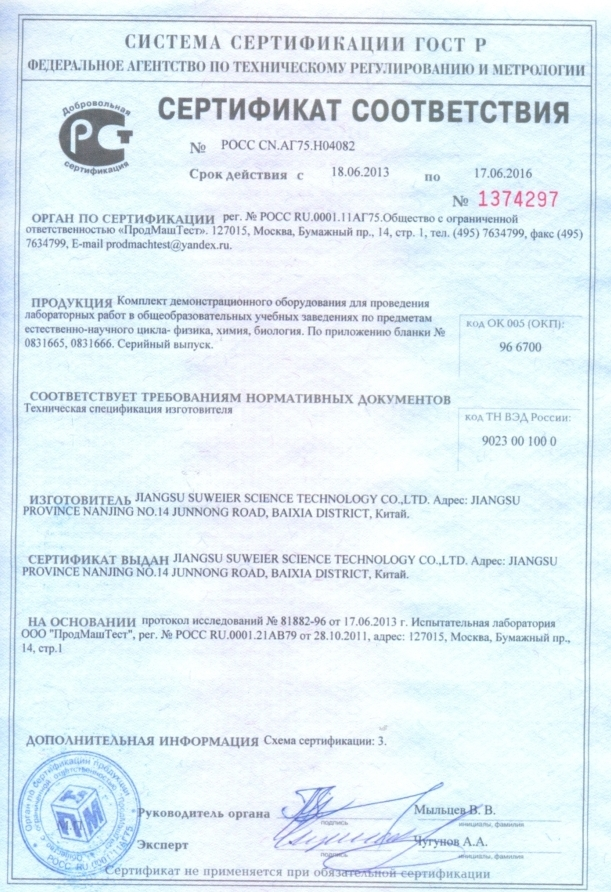 СИСТЕМА СЕРТИФИКАЦИИ ГОСТ Р
ФЕДЕРАЛЬНОЕ АГЕНТСТВО ПО ТЕХНИЧЕСКОМУ РЕГУЛИРОВАНИЮ И МЕТРОЛОГИИ
Добровольная
сертификация
СЕРТИФИКАТ СООТВЕТСТВИЯ
№ РОСС CN.АГ75.Н04082
Срок действия с 18.06.2013 по 17.06.2016
№ 1374297
ОРГАН ПО СЕРТИФИКАЦИИ рег. № РОСС RU.0001.11АГ75.Общество с ограниченной
ответственностью «ПродМашТест». 127015, Москва, Бумажный пр., 14, стр. 1, тел. (495) 7634799, факс (495)
7634799, E-mail prodmachtest@yandex.ru.
ПРОДУКЦИЯ Комплект демонстрационного оборудования для проведения
лабораторных работ в общеобразовательных учебных заведениях по предметам
естественно-научного цикла- физика, химия, биология. По приложению бланки №
0831665, 0831666. Серийный выпуск.
код ОК 005 (ОКП):
96 6700
СООТВЕТСТВУЕТ ТРЕБОВАНИЯМ НОРМАТИВНЫХ ДОКУМЕНТОВ
Техническая спецификация изготовителя
код ТН ВЭД России:
9023 00 100 0
ИЗГОТОВИТЕЛЬ JIANGSU SUWEIER SCIENCE TECHNOLOGY CO.,LTD. Адрес: JIANGSU
PROVINCE NANJING NO.14 JUNNONG ROAD, BAIXIA DISTRICT, Китай.
СЕРТИФИКАТ ВЫДАН JIANGSU SUWEIER SCIENCE TECHNOLOGY CO.,LTD. Адрес: JIANGSU
PROVINCE NANJING NO.14 JUNNONG ROAD, BAIXIA DISTRICT, Китай.
НА ОСНОВАНИИ протокол исследований № 81882-96 от 17.06.2013 г. Испытательная лаборатория
ООО "ПродМашТест", рег. № РОСС RU.0001.21АВ79 от 28.10.2011, адрес: 127015, Москва, Бумажный пр.,
14, стр.1
ДОПОЛНИТЕЛЬНАЯ ИНФОРМАЦИЯ Схема сертификации: 3.
Руководитель органа Мыльцев В. В.
подпись инициалы, фамилия
Эксперт Чугунов А.А.
подпись инициалы, фамилия
Орган по сертификации продукции
РОСС RU.0001.11АГ75
Сертификат не применяется при обязательной сертификации